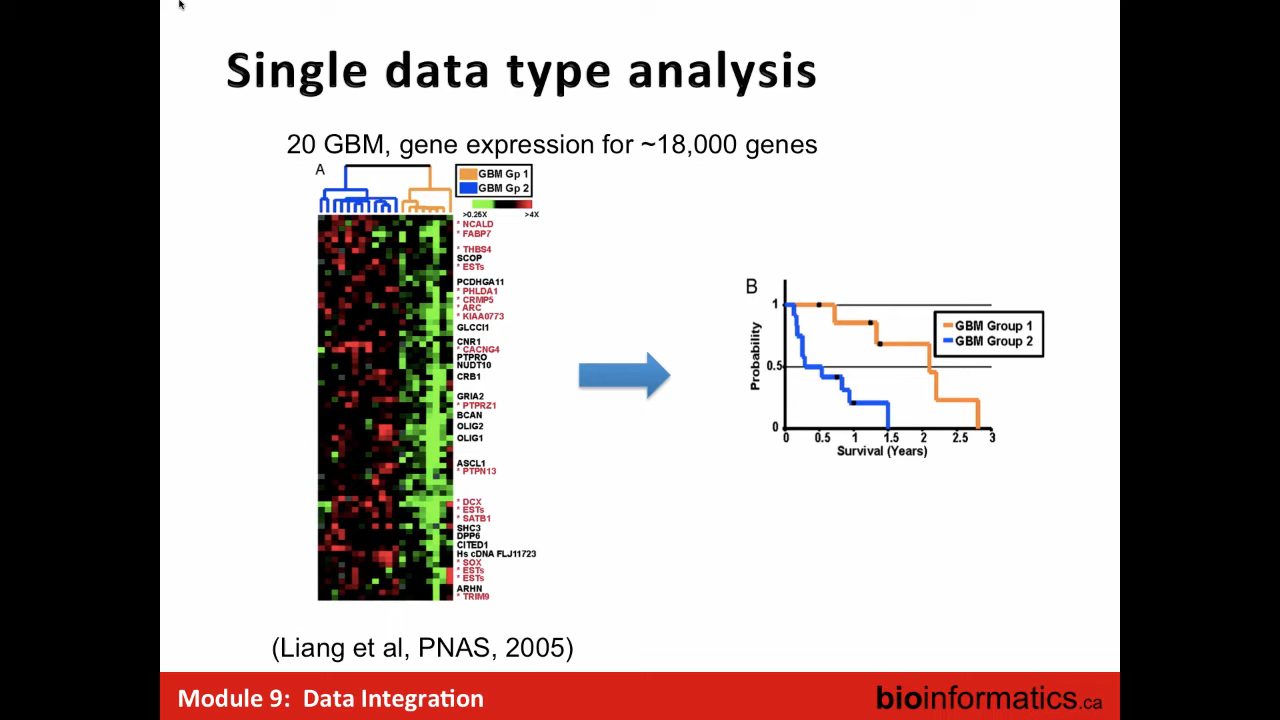 Single data type analysis
20 GBM, gene expression for ~18,000 genes
A
GBM Gp 1
GBM Gp 2
>0.25X >4X
* NCALD
* FABP7
* THBS4
SCOP
* ESTs
PCDHGA11
* PHLDA1
* CRMP5
* ARC
* KIAA0773
GLCCI1
CNR1
* CACNG4
PTPRO
NUDT10
CRB1
GRIA2
* PTPRZ1
BCAN
OLIG2
OLIG1
ASCL1
* PTPN13
* DCX
* ESTs
* SATB1
SHC3
DPP6
CITED1
Hs cDNA FLJ11723
* SOX
* ESTs
* ESTs
ARHN
* TRIM9
B
1
0.5
0
Probability
GBM Group 1
GBM Group 2
0 0.5 1 1.5 2 2.5 3
Survival (Years)
(Liang et al, PNAS, 2005)
Module 9: Data Integration
bioinformatics.ca